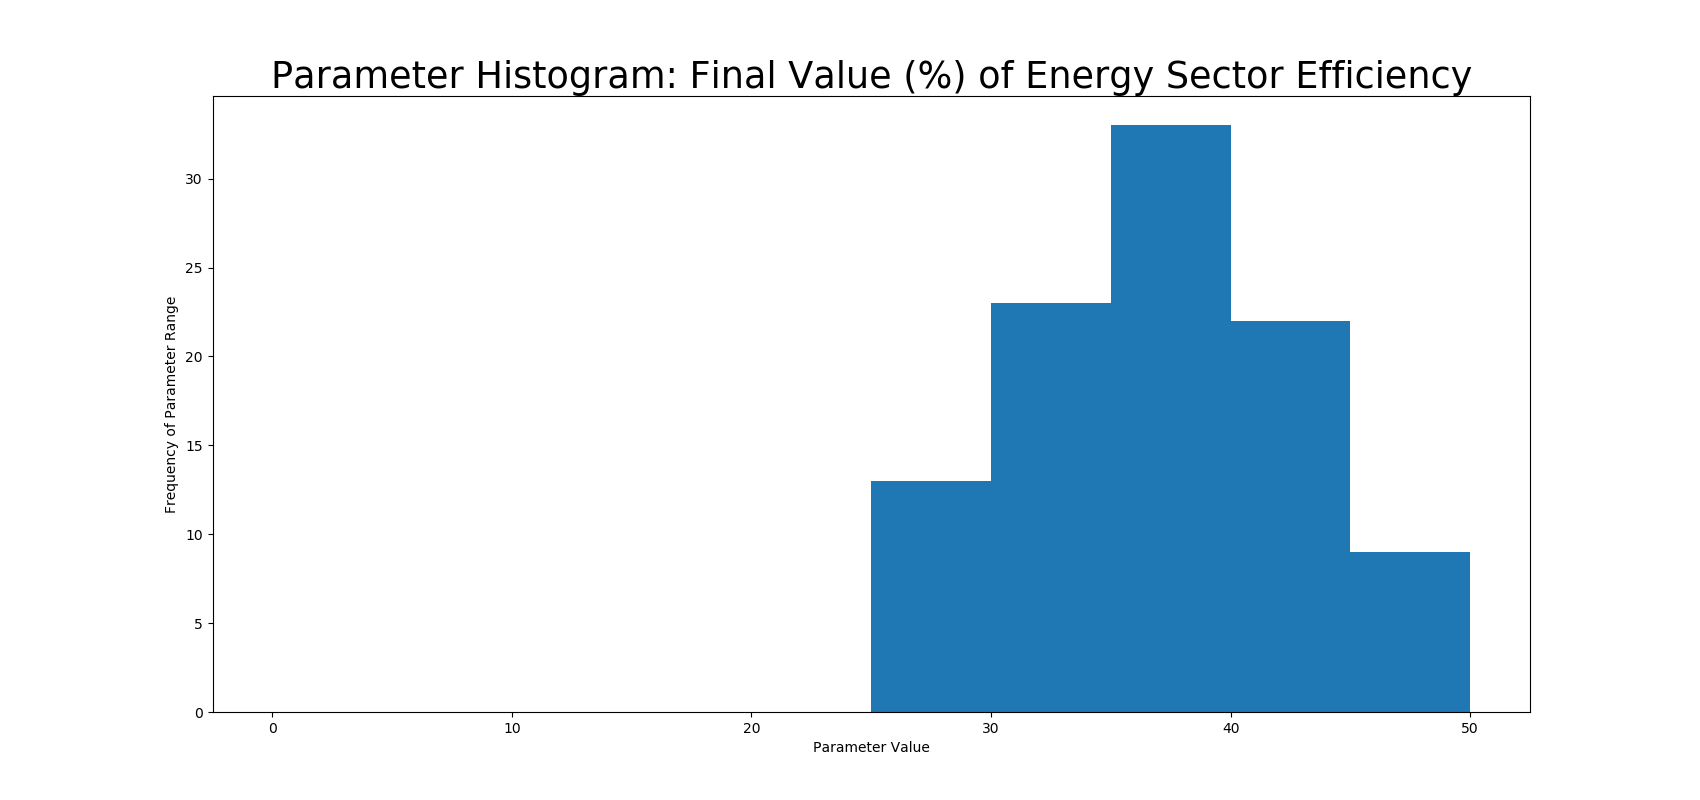 Parameter Histogram: Final Value (%) of Energy Sector Efficiency
Frequency of Parameter Range
30
25
20
15
10
5
0
0 10 20 30 40 50
Parameter Value